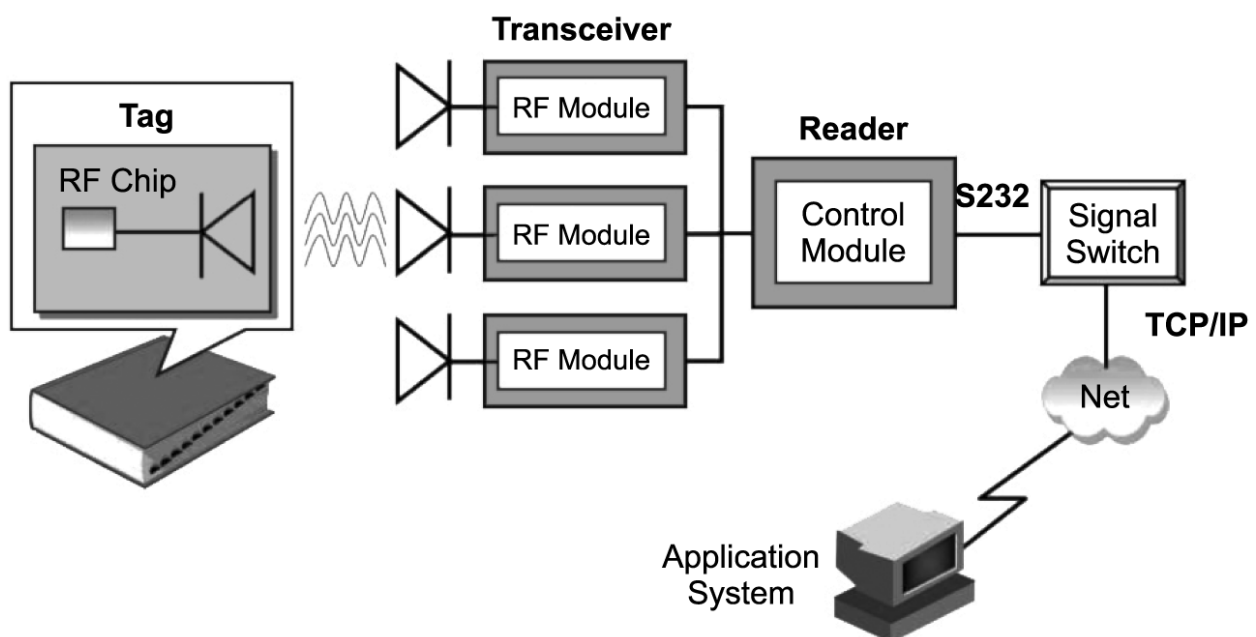 Transceiver
Tag
RF Chip
RF Module
RF Module
RF Module
Reader
Control
Module
S232
Signal
Switch
TCP/IP
Net
Application
System